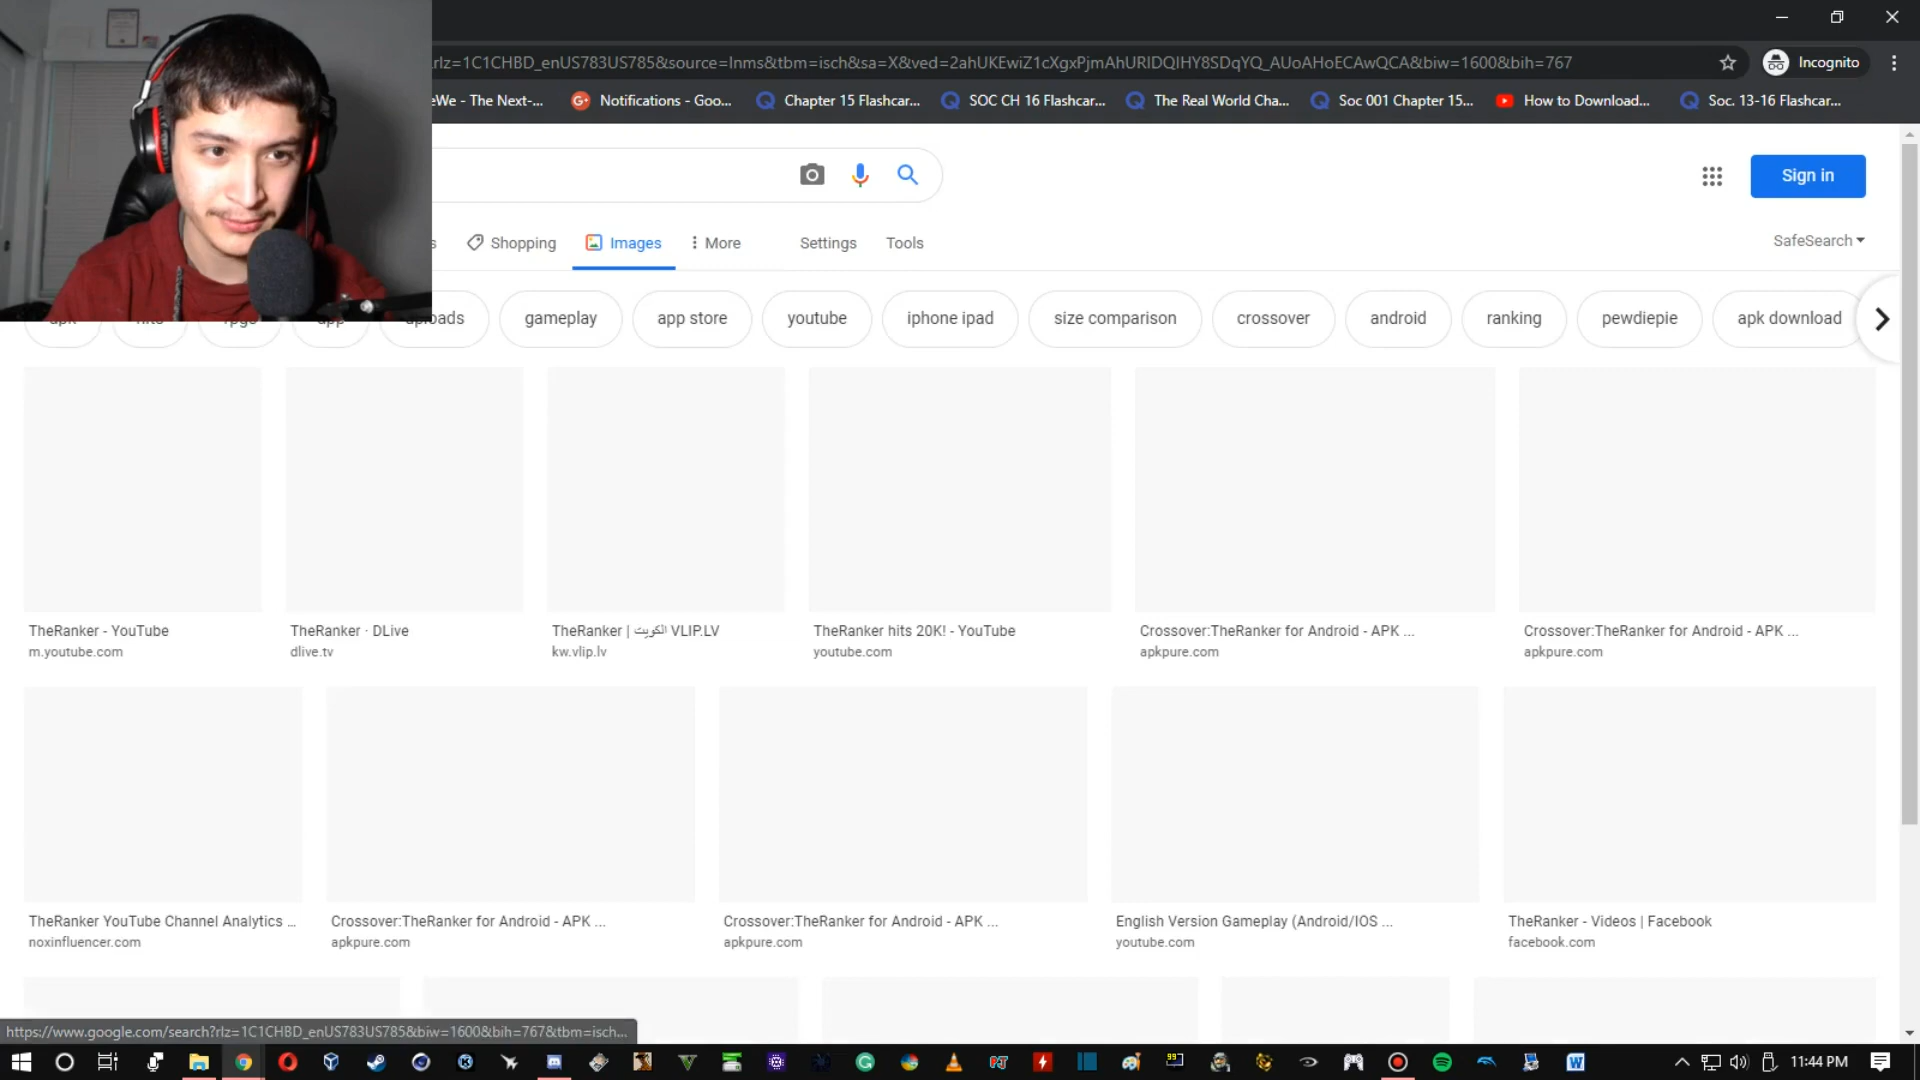 rlz=1C1CHBD_enUS783US785&source=lnms&tbm=isch&sa=X&ved=2ahUKEwiZ1cXgxPjmAhURlDQIHY8SDqYQ_AUoAHoECAwQCA&biw=1600&bih=767
Incognito
eWe - The Next-...
Notifications - Goo...
Chapter 15 Flashcar...
SOC CH 16 Flashcar...
The Real World Cha...
Soc 001 Chapter 15...
How to Download...
Soc. 13-16 Flashcar...
Sign in
s
Shopping
Images
More
Settings
Tools
SafeSearch
gameplay
app store
youtube
iphone ipad
size comparison
crossover
android
ranking
pewdiepie
apk download
TheRanker - YouTube
m.youtube.com
TheRanker · DLive
dlive.tv
TheRanker | الكويت VLIP.LV
kw.vlip.lv
TheRanker hits 20K! - YouTube
youtube.com
Crossover:TheRanker for Android - APK ...
apkpure.com
Crossover:TheRanker for Android - APK ...
apkpure.com
TheRanker YouTube Channel Analytics ...
noxinfluencer.com
Crossover:TheRanker for Android - APK ...
apkpure.com
Crossover:TheRanker for Android - APK ...
apkpure.com
English Version Gameplay (Android/IOS ...
youtube.com
TheRanker - Videos | Facebook
facebook.com
https://www.google.com/search?rlz=1C1CHBD_enUS783US785&biw=1600&bih=767&tbm=isch...
99
11:44 PM